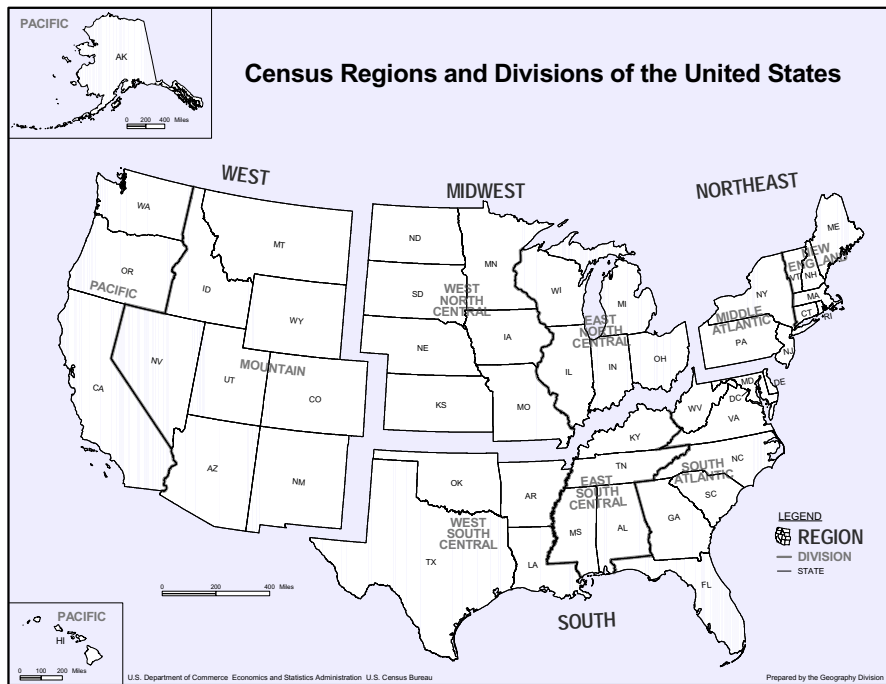 PACIFIC
AK
0 200 400 Miles
Census Regions and Divisions of the United States
WEST
MIDWEST
NORTHEAST
WA
MT
ND
MN
ME
OR
ID
SD
WI
MI
NEW
ENGLAND
VT
NH
PACIFIC
WY
WEST
NORTH
CENTRAL
NY
MA
CT
RI
MIDDLE
ATLANTIC
EAST
NORTH
CENTRAL
IA
NE
PA
NJ
NV
UT
MOUNTAIN
CO
CA
KS
MO
IL
IN
OH
MD
DE
DC
WV
VA
KY
AZ
NM
OK
AR
TN
NC
SOUTH
ATLANTIC
SC
EAST
SOUTH
CENTRAL
MS
AL
GA
WEST
SOUTH
CENTRAL
TX
LA
FL
LEGEND
REGION
DIVISION
STATE
0 200 400 Miles
SOUTH
PACIFIC
HI
0 100 200 Miles
U.S. Department of Commerce Economics and Statistics Administration U.S. Census Bureau
Prepared by the Geography Division